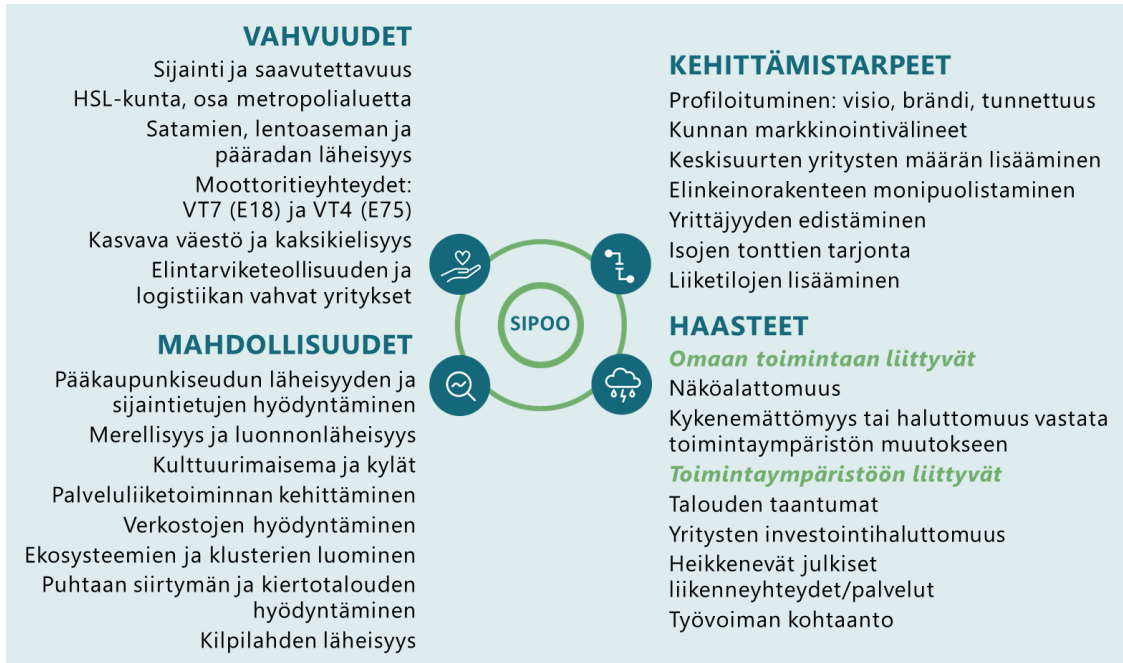 VAHVUUDET
Sijainti ja saavutettavuus
HSL-kunta, osa metropolialuetta
Satamien, lentoaseman ja
pääradan läheisyys
Moottoritieyhteydet:
VT7 (E18) ja VT4 (E75)
Kasvava väestö ja kaksikielisyys
Elintarviketeollisuuden ja
logistiikan vahvat yritykset
KEHITTÄMISTARPEET
Profiloituminen: visio, brändi, tunnettuus
Kunnan markkinointivälineet
Keskisuurten yritysten määrän lisääminen
Elinkeinorakenteen monipuolistaminen
Yrittäjyyden edistäminen
Isojen tonttien tarjonta
Liiketilojen lisääminen
SIPOO
MAHDOLLISUUDET
Pääkaupunkiseudun läheisyyden ja
sijaintietujen hyödyntäminen
Merellisyys ja luonnonläheisyys
Kulttuurimaisema ja kylät
Palveluliiketoiminnan kehittäminen
Verkostojen hyödyntäminen
Ekosysteemien ja klusterien luominen
Puhtaan siirtymän ja kiertotalouden
hyödyntäminen
Kilpilahden läheisyys
HAASTEET
Omaan toimintaan liittyvät
Näköalattomuus
Kykenemättömyys tai haluttomuus vastata
toimintaympäristön muutokseen
Toimintaympäristöön liittyvät
Talouden taantumat
Yritysten investointihaluttomuus
Heikkenevät julkiset
liikenneyhteydet/palvelut
Työvoiman kohtaanto